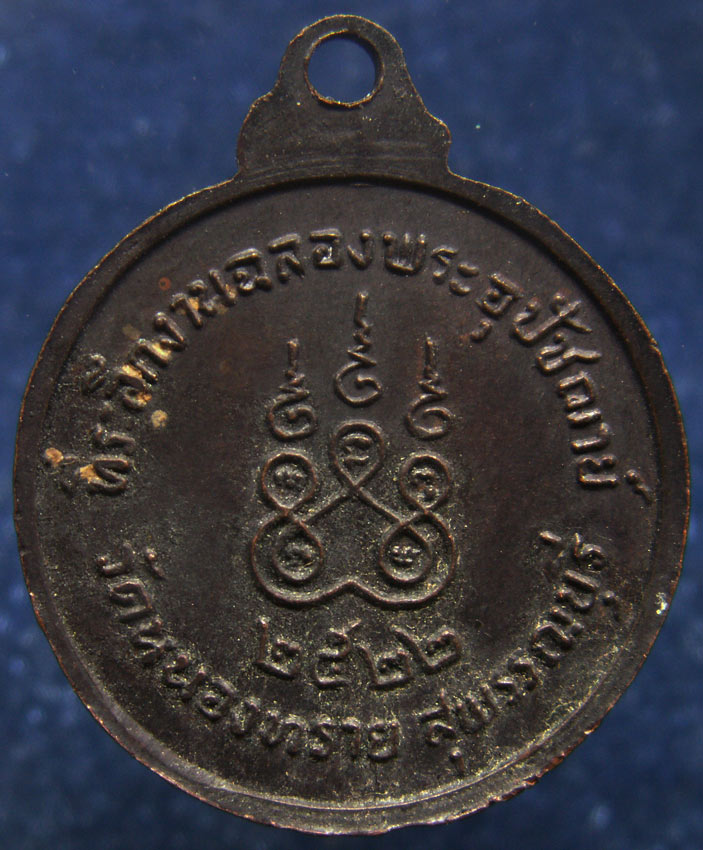 ที่ระลึกงานฉลองพระอุปัชฌาย์
๒๕๒๒
วัดหนองทราย สุพรรณบุรี